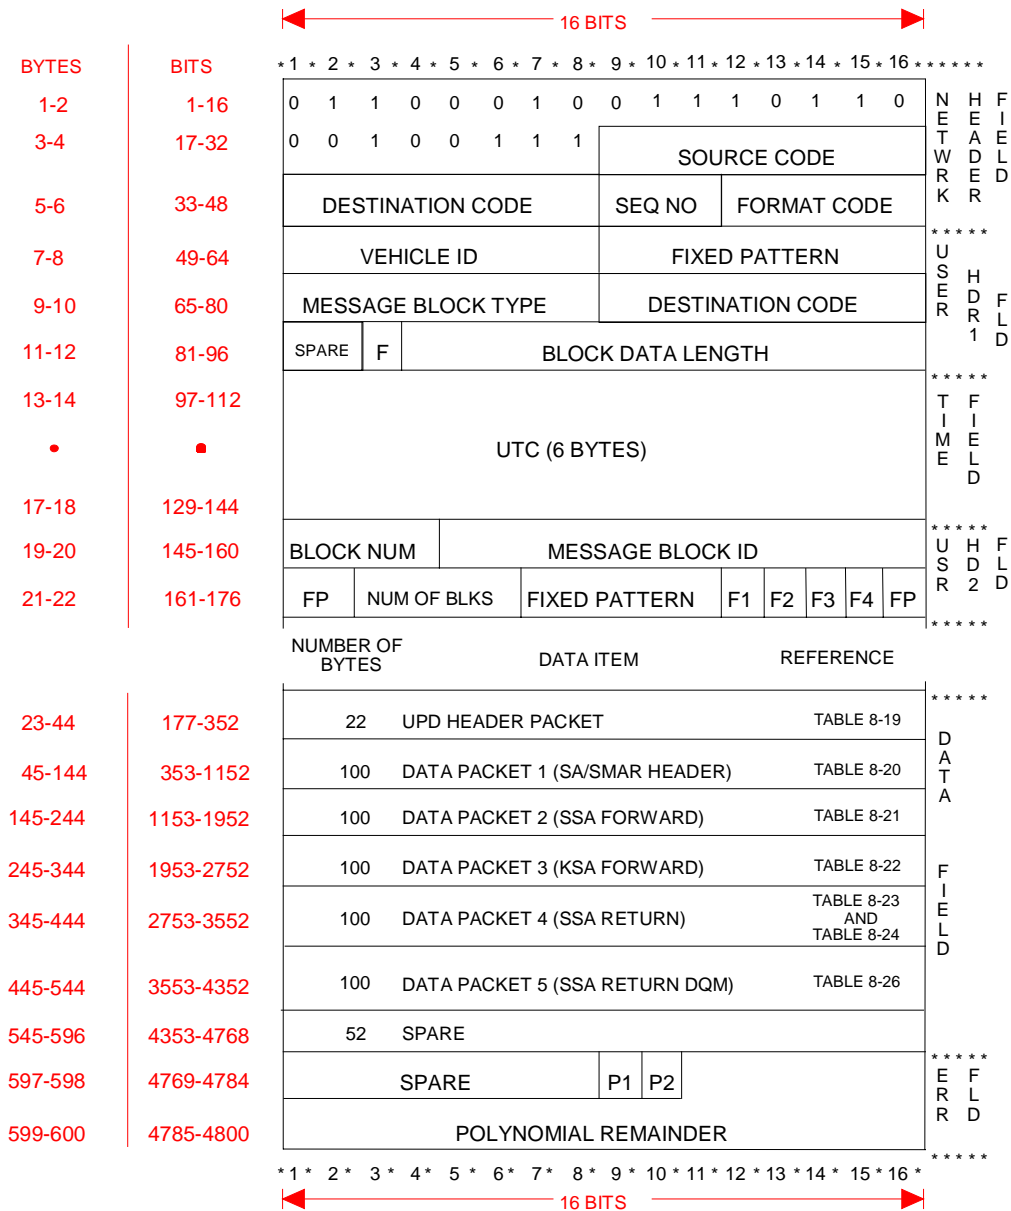 16 BITS
BYTES BITS * 1 * 2 * 3 * 4 * 5 * 6 * 7 * 8 * 9 * 10 * 11 * 12 * 13 * 14 * 15 * 16 * * * * * *
1-2 1-16 0 1 1 0 0 0 1 0 0 1 1 1 0 1 1 0
3-4 17-32 0 0 1 0 0 1 1 1 SOURCE CODE
NETWRK HEADER FIELD
5-6 33-48 DESTINATION CODE SEQ NO FORMAT CODE
* * * * *
7-8 49-64 VEHICLE ID FIXED PATTERN
9-10 65-80 MESSAGE BLOCK TYPE DESTINATION CODE
USER HDR1 FLD
11-12 81-96 SPARE F BLOCK DATA LENGTH
* * * * *
13-14 97-112
• • UTC (6 BYTES)
TIME FIELD
17-18 129-144
* * * * *
19-20 145-160 BLOCK NUM MESSAGE BLOCK ID
USR HD2 FLD
21-22 161-176 FP NUM OF BLKS FIXED PATTERN F1 F2 F3 F4 FP
* * * * *
NUMBER OF
BYTES DATA ITEM REFERENCE
* * * * *
23-44 177-352 22 UPD HEADER PACKET TABLE 8-19
45-144 353-1152 100 DATA PACKET 1 (SA/SMAR HEADER) TABLE 8-20
145-244 1153-1952 100 DATA PACKET 2 (SSA FORWARD) TABLE 8-21
DATA FIELD
245-344 1953-2752 100 DATA PACKET 3 (KSA FORWARD) TABLE 8-22
345-444 2753-3552 100 DATA PACKET 4 (SSA RETURN) TABLE 8-23
AND
TABLE 8-24
445-544 3553-4352 100 DATA PACKET 5 (SSA RETURN DQM) TABLE 8-26
545-596 4353-4768 52 SPARE
* * * * *
597-598 4769-4784 SPARE P1 P2
ERR FLD
599-600 4785-4800 POLYNOMIAL REMAINDER
* * * * *
* 1 * 2 * 3 * 4 * 5 * 6 * 7 * 8 * 9 * 10 * 11 * 12 * 13 * 14 * 15 * 16 *
16 BITS